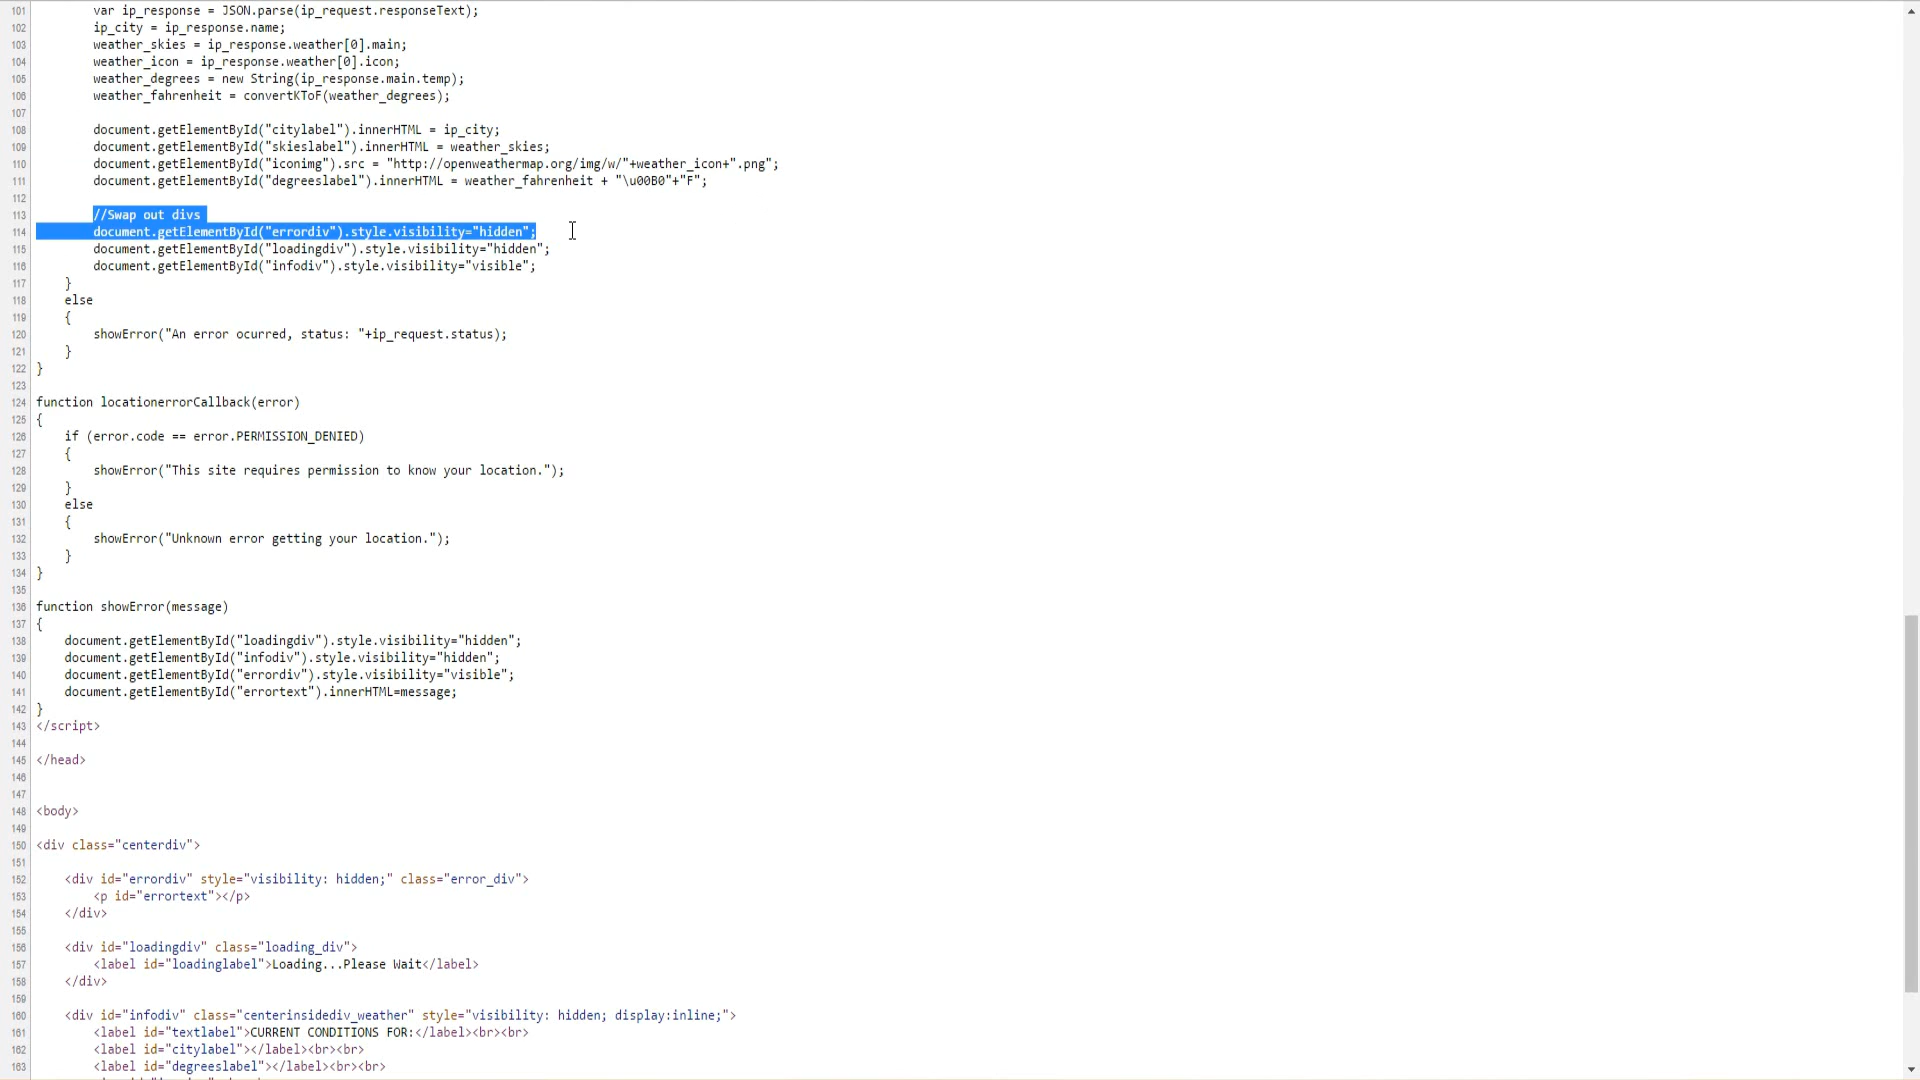 101 var ip_response = JSON.parse(ip_request.responseText);
102 ip_city = ip_response.name;
103 weather_skies = ip_response.weather[0].main;
104 weather_icon = ip_response.weather[0].icon;
105 weather_degrees = new String(ip_response.main.temp);
106 weather_fahrenheit = convertKToF(weather_degrees);
107
108 document.getElementById("citylabel").innerHTML = ip_city;
109 document.getElementById("skieslabel").innerHTML = weather_skies;
110 document.getElementById("iconimg").src = "http://openweathermap.org/img/w/"+weather_icon+".png";
111 document.getElementById("degreeslabel").innerHTML = weather_fahrenheit + "\u00B0"+"F";
112
113 //Swap out divs
114 document.getElementById("errordiv").style.visibility="hidden";
115 document.getElementById("loadingdiv").style.visibility="hidden";
116 document.getElementById("infodiv").style.visibility="visible";
117 }
118 else
119 {
120 showError("An error ocurred, status: "+ip_request.status);
121 }
122 }
123
124 function locationerrorCallback(error)
125 {
126 if (error.code == error.PERMISSION_DENIED)
127 {
128 showError("This site requires permission to know your location.");
129 }
130 else
131 {
132 showError("Unknown error getting your location.");
133 }
134 }
135
136 function showError(message)
137 {
138 document.getElementById("loadingdiv").style.visibility="hidden";
139 document.getElementById("infodiv").style.visibility="hidden";
140 document.getElementById("errordiv").style.visibility="visible";
141 document.getElementById("errortext").innerHTML=message;
142 }
143 </script>
144
145 </head>
146
147
148 <body>
149
150 <div class="centerdiv">
151
152 <div id="errordiv" style="visibility: hidden;" class="error_div">
153 <p id="errortext"></p>
154 </div>
155
156 <div id="loadingdiv" class="loading_div">
157 <label id="loadinglabel">Loading...Please Wait</label>
158 </div>
159
160 <div id="infodiv" class="centerinsidediv_weather" style="visibility: hidden; display:inline;">
161 <label id="textlabel">CURRENT CONDITIONS FOR:</label><br><br>
162 <label id="citylabel"></label><br><br>
163 <label id="degreeslabel"></label><br><br>